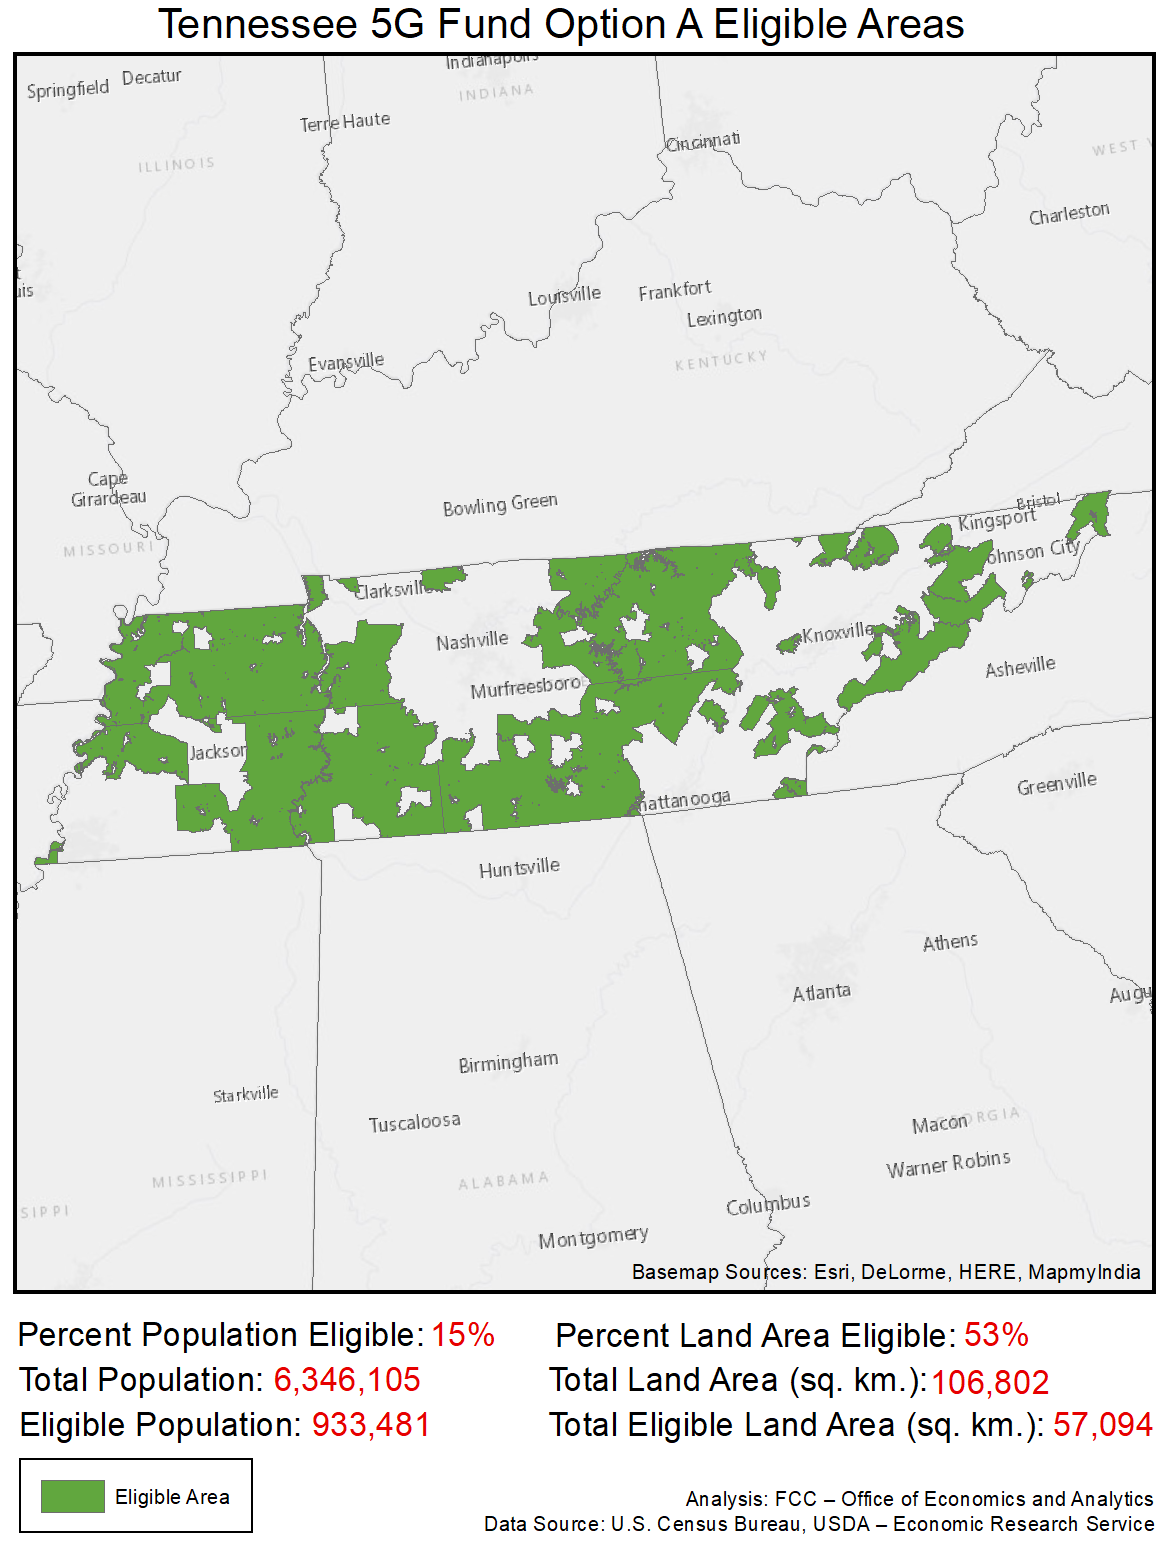 Tennessee 5G Fund Option A Eligible Areas
Indianapolis
Springfield
Decatur
INDIANA
Terre Haute
Cincinnati
ILLINOIS
WEST V
Charleston
uis
Louisville
Frankfort
Lexington
Evansville
KENTUCKY
Cape
Girardeau
Bowling Green
MISSOURI
Bristol
Kingsport
ohnson City
Clarksville
Nashville
Knoxville
Asheville
Murfreesboro
Jackson
Greenville
hattanooga
Huntsville
Athens
Atlanta
Augu
Birmingham
Starkville
Tuscaloosa
Macon
GEORGIA
Warner Robins
MISSISSIPPI
ALABAMA
SIPPI
Columbus
Montgomery
Basemap Sources: Esri, DeLorme, HERE, MapmyIndia
Percent Population Eligible: 15%
Percent Land Area Eligible: 53%
Total Population: 6,346,105
Total Land Area (sq. km.): 106,802
Eligible Population: 933,481
Total Eligible Land Area (sq. km.): 57,094
Eligible Area
Analysis: FCC – Office of Economics and Analytics
Data Source: U.S. Census Bureau, USDA – Economic Research Service